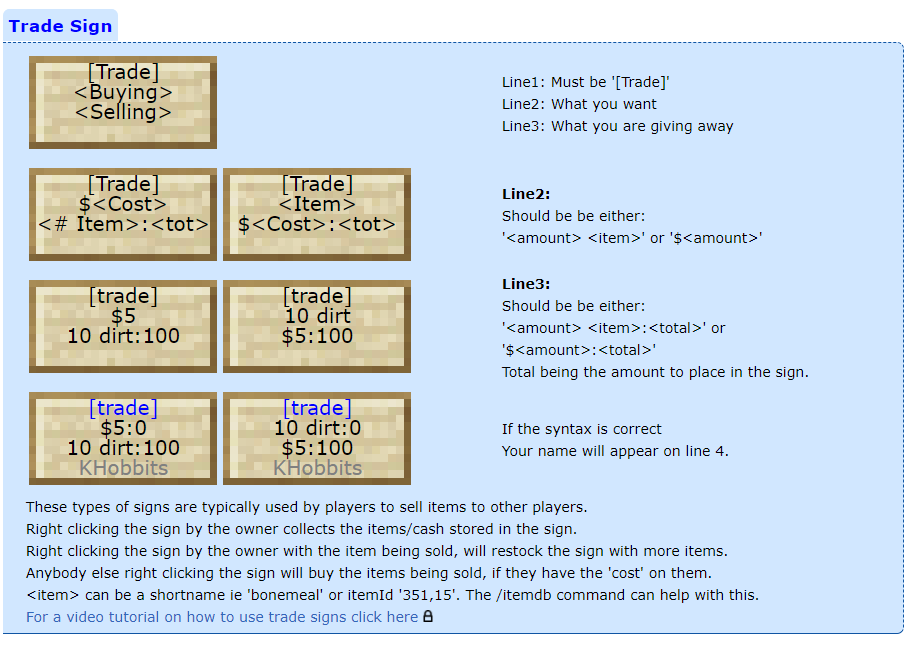 Trade Sign
[Trade]
<Buying>
<Selling>
Line1: Must be '[Trade]'
Line2: What you want
Line3: What you are giving away
[Trade]
$<Cost>
<# Item>:<tot>
[Trade]
<Item>
$<Cost>:<tot>
Line2:
Should be be either:
'<amount> <item>' or '$<amount>'
[trade]
$5
10 dirt:100
[trade]
10 dirt
$5:100
Line3:
Should be be either:
'<amount> <item>:<total>' or
'$<amount>:<total>'
Total being the amount to place in the sign.
[trade]
$5:0
10 dirt:100
KHobbits
[trade]
10 dirt:0
$5:100
KHobbits
If the syntax is correct
Your name will appear on line 4.
These types of signs are typically used by players to sell items to other players.
Right clicking the sign by the owner collects the items/cash stored in the sign.
Right clicking the sign by the owner with the item being sold, will restock the sign with more items.
Anybody else right clicking the sign will buy the items being sold, if they have the 'cost' on them.
<item> can be a shortname ie 'bonemeal' or itemId '351,15'. The /itemdb command can help with this.
For a video tutorial on how to use trade signs click here